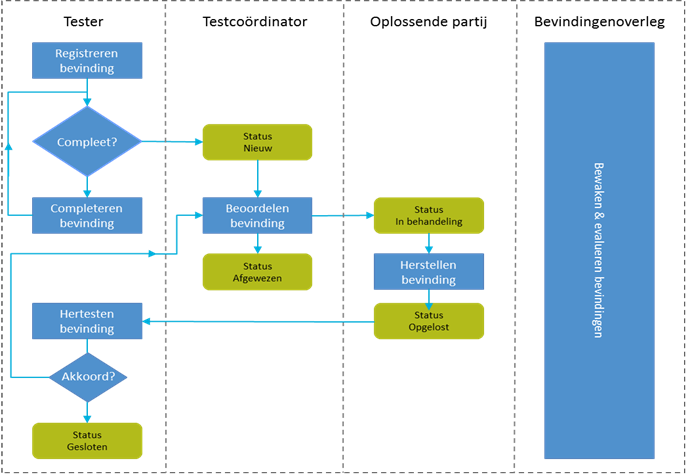 Tester
Testcoördinator
Oplossende partij
Bevindingenoverleg
Registreren
bevinding
Compleet?
Status
Nieuw
Completeren
bevinding
Beoordelen
bevinding
Status
In behandeling
Status
Afgewezen
Herstellen
bevinding
Hertesten
bevinding
Status
Opgelost
Akkoord?
Status
Gesloten
Bewaken & evalueren bevindingen